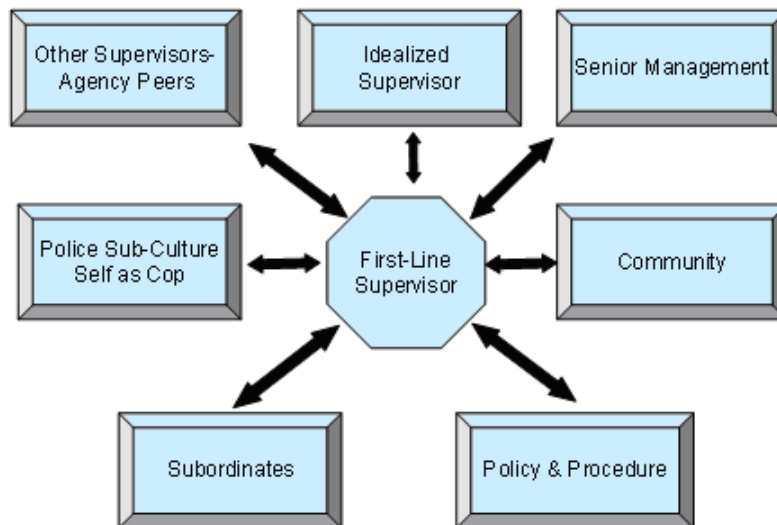 Other Supervisors-
Agency Peers
Idealized
Supervisor
Senior Management
Police Sub-Culture
Self as Cop
First-Line
Supervisor
Community
Subordinates
Policy & Procedure